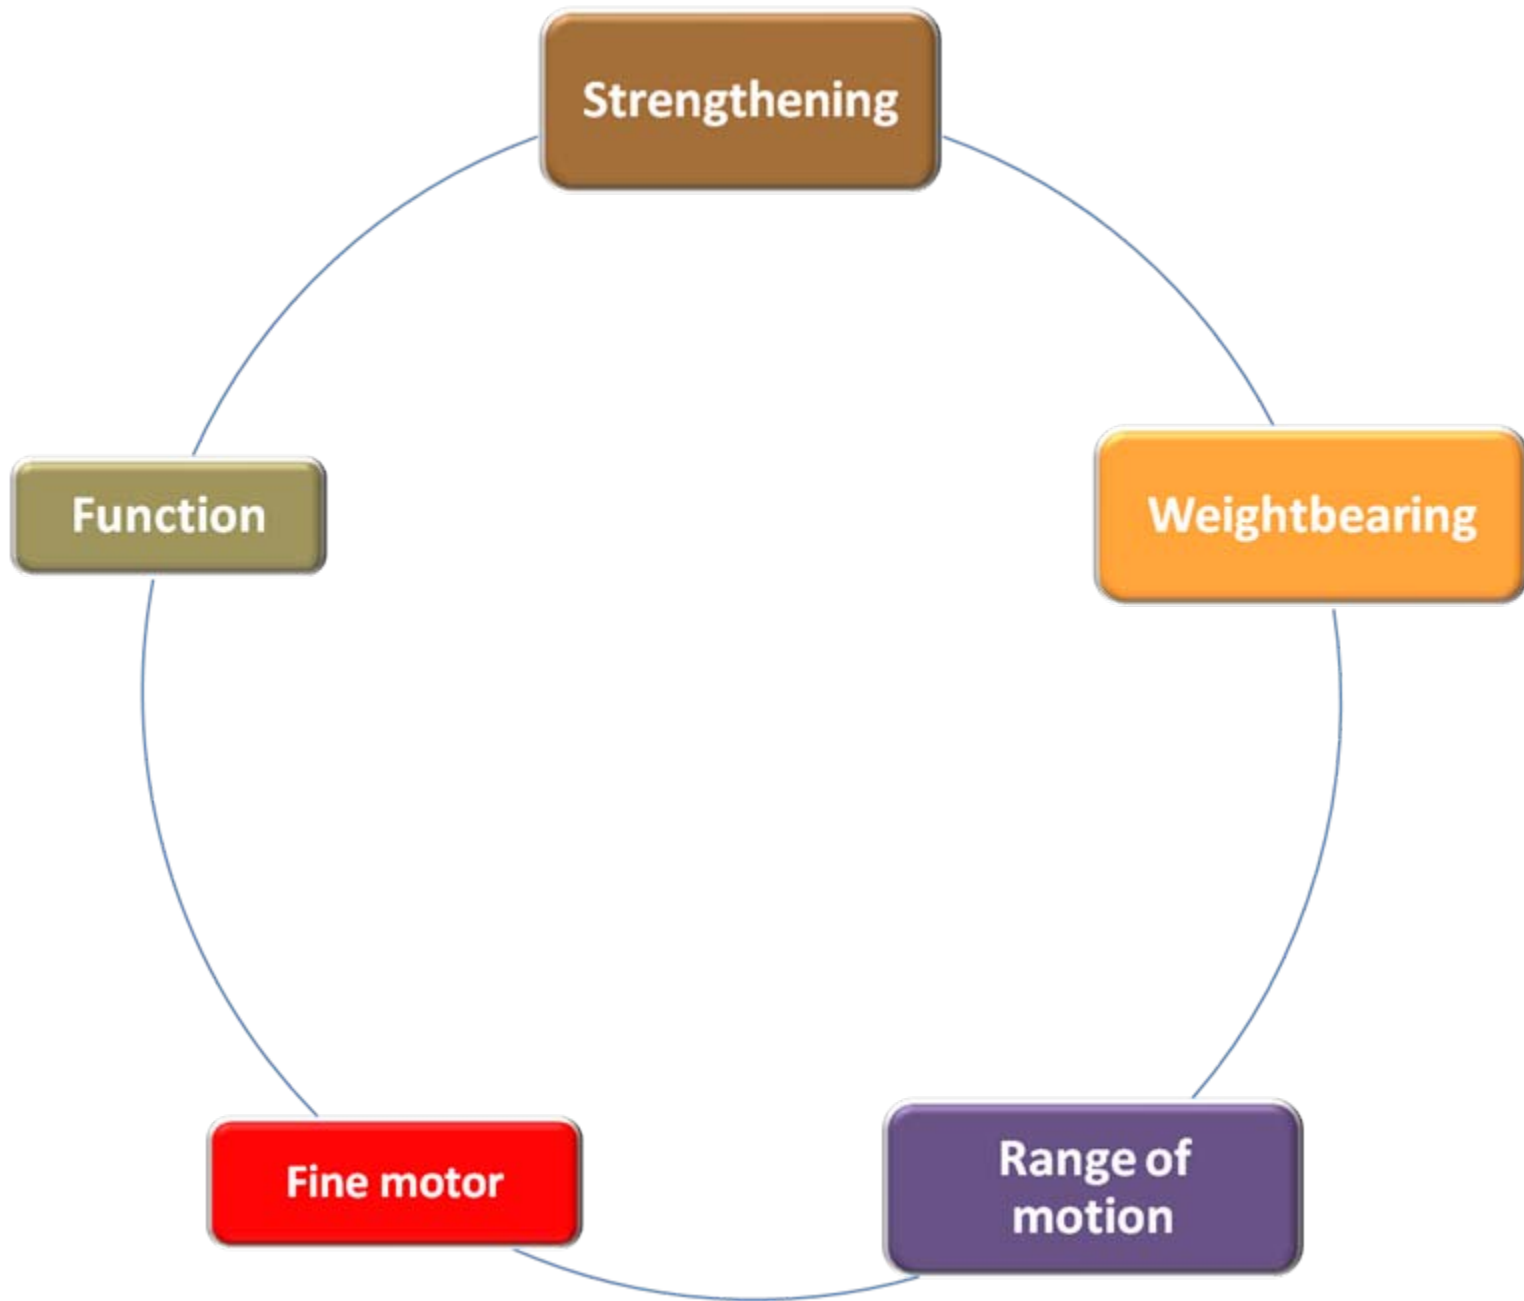 Strengthening
Function
Weightbearing
Fine motor
Range of
motion